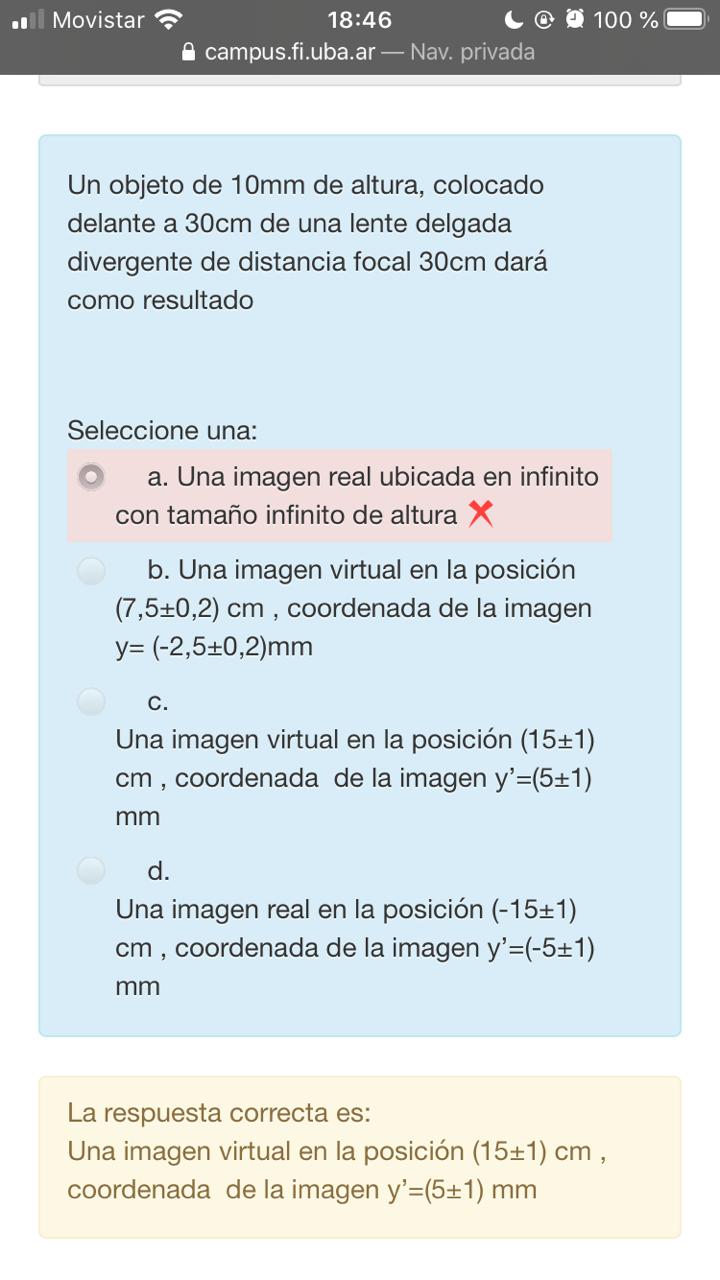 Movistar 18:46 100 %
campus.fi.uba.ar — Nav. privada
Un objeto de 10mm de altura, colocado
delante a 30cm de una lente delgada
divergente de distancia focal 30cm dará
como resultado
Seleccione una:
a. Una imagen real ubicada en infinito
con tamaño infinito de altura
b. Una imagen virtual en la posición
(7,5±0,2) cm , coordenada de la imagen
y= (-2,5±0,2)mm
c.
Una imagen virtual en la posición (15±1)
cm , coordenada  de la imagen y’=(5±1)
mm
d.
Una imagen real en la posición (-15±1)
cm , coordenada de la imagen y’=(-5±1)
mm
La respuesta correcta es:
Una imagen virtual en la posición (15±1) cm ,
coordenada  de la imagen y’=(5±1) mm